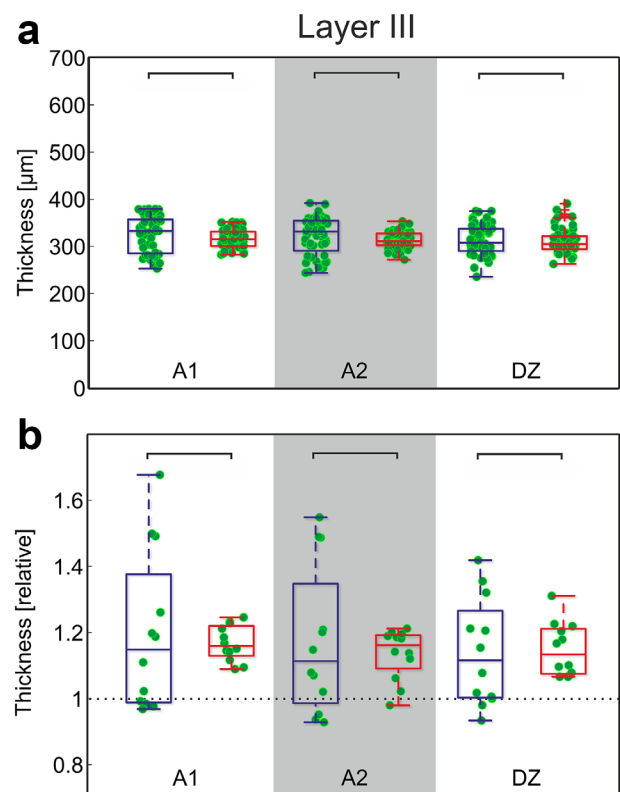 a
Layer III
Thickness [µm]
700
600
500
400
300
200
100
0
A1 A2 DZ
b
Thickness [relative]
1.6
1.4
1.2
1
0.8
A1 A2 DZ